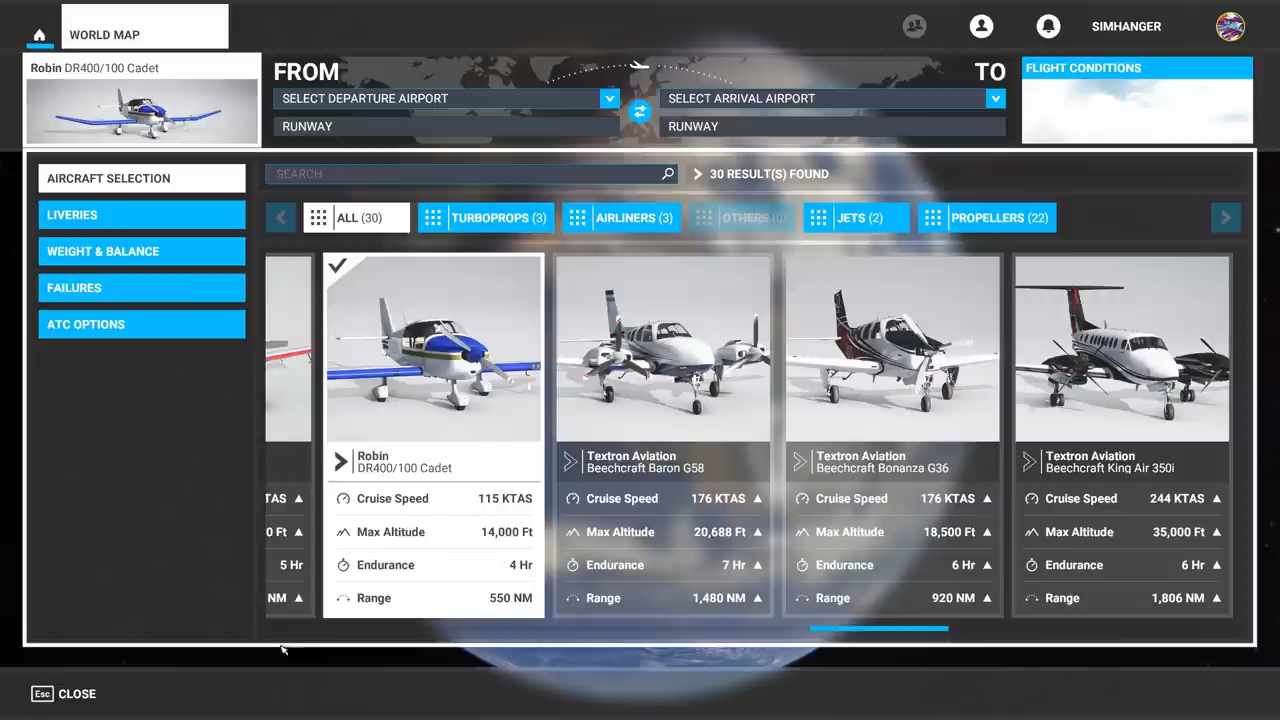 WORLD MAP
SIMHANGER
Robin DR400/100 Cadet
FROM
TO
FLIGHT CONDITIONS
SELECT DEPARTURE AIRPORT
SELECT ARRIVAL AIRPORT
RUNWAY
RUNWAY
AIRCRAFT SELECTION
LIVERIES
WEIGHT & BALANCE
FAILURES
ATC OPTIONS
SEARCH
30 RESULT(S) FOUND
ALL (30)
TURBOPROPS (3)
AIRLINERS (3)
OTHERS (0)
JETS (2)
PROPELLERS (22)
TAS
0 Ft
5 Hr
NM
Robin
DR400/100 Cadet
Cruise Speed 115 KTAS
Max Altitude 14,000 Ft
Endurance 4 Hr
Range 550 NM
Textron Aviation
Beechcraft Baron G58
Cruise Speed 176 KTAS
Max Altitude 20,688 Ft
Endurance 7 Hr
Range 1,480 NM
Textron Aviation
Beechcraft Bonanza G36
Cruise Speed 176 KTAS
Max Altitude 18,500 Ft
Endurance 6 Hr
Range 920 NM
Textron Aviation
Beechcraft King Air 350i
Cruise Speed 244 KTAS
Max Altitude 35,000 Ft
Endurance 6 Hr
Range 1,806 NM
Esc CLOSE